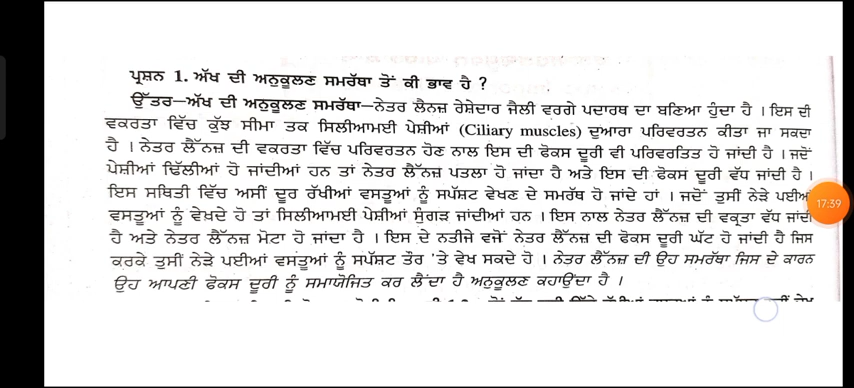 ਪ੍ਰਸ਼ਨ 1. ਅੱਖ ਦੀ ਅਨੁਕੂਲਣ ਸਮਰੱਥਾ ਤੋਂ ਕੀ ਭਾਵ ਹੈ ?
ਉੱਤਰ—ਅੱਖ ਦੀ ਅਨੁਕੂਲਣ ਸਮਰੱਥਾ—ਨੇਤਰ ਲੈਨਜ਼ ਰੇਸ਼ੇਦਾਰ ਜੈਲੀ ਵਰਗੇ ਪਦਾਰਥ ਦਾ ਬਣਿਆ ਹੁੰਦਾ ਹੈ । ਇਸ ਦੀ
ਵਕਰਤਾ ਵਿੱਚ ਕੁੱਝ ਸੀਮਾ ਤਕ ਸਿਲੀਆਮਈ ਪੇਸ਼ੀਆਂ (Ciliary muscles) ਦੁਆਰਾ ਪਰਿਵਰਤਨ ਕੀਤਾ ਜਾ ਸਕਦਾ
ਹੈ । ਨੇਤਰ ਲੈੱਨਜ਼ ਦੀ ਵਕਰਤਾ ਵਿੱਚ ਪਰਿਵਰਤਨ ਹੋਣ ਨਾਲ ਇਸ ਦੀ ਫੋਕਸ ਦੂਰੀ ਵੀ ਪਰਿਵਰਤਿਤ ਹੋ ਜਾਂਦੀ ਹੈ । ਜਦੋਂ
ਪੇਸ਼ੀਆਂ ਢਿੱਲੀਆਂ ਹੋ ਜਾਂਦੀਆਂ ਹਨ ਤਾਂ ਨੇਤਰ ਲੈੱਨਜ਼ ਪਤਲਾ ਹੋ ਜਾਂਦਾ ਹੈ ਅਤੇ ਇਸ ਦੀ ਫੋਕਸ ਦੂਰੀ ਵੱਧ ਜਾਂਦੀ ਹੈ ।
ਇਸ ਸਥਿਤੀ ਵਿੱਚ ਅਸੀਂ ਦੂਰ ਰੱਖੀਆਂ ਵਸਤੂਆਂ ਨੂੰ ਸਪੱਸ਼ਟ ਵੇਖਣ ਦੇ ਸਮਰੱਥ ਹੋ ਜਾਂਦੇ ਹਾਂ । ਜਦੋਂ ਤੁਸੀਂ ਨੇੜੇ ਪਈਆਂ
ਵਸਤੂਆਂ ਨੂੰ ਵੇਖਦੇ ਹੋ ਤਾਂ ਸਿਲੀਆਮਈ ਪੇਸ਼ੀਆਂ ਸੁੰਗੜ ਜਾਂਦੀਆਂ ਹਨ । ਇਸ ਨਾਲ ਨੇਤਰ ਲੈੱਨਜ਼ ਦੀ ਵਕ੍ਰਤਾ ਵੱਧ ਜਾਂਦੀ
ਹੈ ਅਤੇ ਨੇਤਰ ਲੈੱਨਜ਼ ਮੋਟਾ ਹੋ ਜਾਂਦਾ ਹੈ । ਇਸ ਦੇ ਨਤੀਜੇ ਵਜੋਂ ਨੇਤਰ ਲੈੱਨਜ਼ ਦੀ ਫੋਕਸ ਦੂਰੀ ਘੱਟ ਹੋ ਜਾਂਦੀ ਹੈ ਜਿਸ
ਕਰਕੇ ਤੁਸੀਂ ਨੇੜੇ ਪਈਆਂ ਵਸਤੂਆਂ ਨੂੰ ਸਪੱਸ਼ਟ ਤੌਰ 'ਤੇ ਵੇਖ ਸਕਦੇ ਹੋ । ਨੇਤਰ ਲੈੱਨਜ਼ ਦੀ ਉਹ ਸਮਰੱਥਾ ਜਿਸ ਦੇ ਕਾਰਨ
ਉਹ ਆਪਣੀ ਫੋਕਸ ਦੂਰੀ ਨੂੰ ਸਮਾਯੋਜਿਤ ਕਰ ਲੈਂਦਾ ਹੈ ਅਨੁਕੂਲਣ ਕਹਾਉਂਦਾ ਹੈ ।
17:39